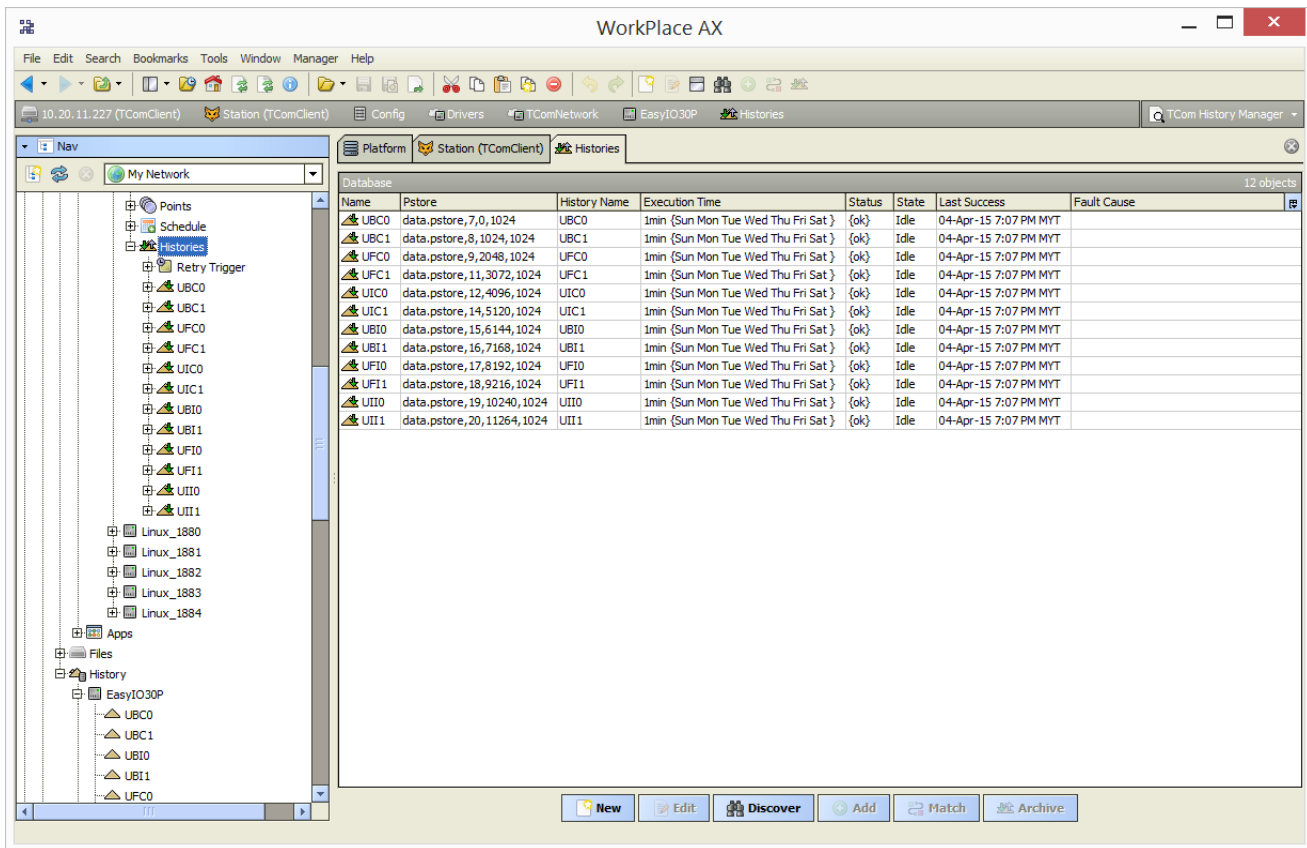 WorkPlace AX
File Edit Search Bookmarks Tools Window Manager Help
10.20.11.227 (TComClient) Station (TComClient) Config Drivers TComNetwork EasyIO30P Histories TCom History Manager
Nav
My Network
Points
Schedule
Histories
Retry Trigger
UBC0
UBC1
UFC0
UFC1
UIC0
UIC1
UBI0
UBI1
UFI0
UFI1
UII0
UII1
Linux_1880
Linux_1881
Linux_1882
Linux_1883
Linux_1884
Apps
Files
History
EasyIO30P
UBC0
UBC1
UBI0
UBI1
UFC0
Platform Station (TComClient) Histories
Database 12 objects
Name Pstore History Name Execution Time Status State Last Success Fault Cause
UBC0 data.pstore,7,0,1024 UBC0 1min {Sun Mon Tue Wed Thu Fri Sat } {ok} Idle 04-Apr-15 7:07 PM MYT
UBC1 data.pstore,8,1024,1024 UBC1 1min {Sun Mon Tue Wed Thu Fri Sat } {ok} Idle 04-Apr-15 7:07 PM MYT
UFC0 data.pstore,9,2048,1024 UFC0 1min {Sun Mon Tue Wed Thu Fri Sat } {ok} Idle 04-Apr-15 7:07 PM MYT
UFC1 data.pstore,11,3072,1024 UFC1 1min {Sun Mon Tue Wed Thu Fri Sat } {ok} Idle 04-Apr-15 7:07 PM MYT
UIC0 data.pstore,12,4096,1024 UIC0 1min {Sun Mon Tue Wed Thu Fri Sat } {ok} Idle 04-Apr-15 7:07 PM MYT
UIC1 data.pstore,14,5120,1024 UIC1 1min {Sun Mon Tue Wed Thu Fri Sat } {ok} Idle 04-Apr-15 7:07 PM MYT
UBI0 data.pstore,15,6144,1024 UBI0 1min {Sun Mon Tue Wed Thu Fri Sat } {ok} Idle 04-Apr-15 7:07 PM MYT
UBI1 data.pstore,16,7168,1024 UBI1 1min {Sun Mon Tue Wed Thu Fri Sat } {ok} Idle 04-Apr-15 7:07 PM MYT
UFI0 data.pstore,17,8192,1024 UFI0 1min {Sun Mon Tue Wed Thu Fri Sat } {ok} Idle 04-Apr-15 7:07 PM MYT
UFI1 data.pstore,18,9216,1024 UFI1 1min {Sun Mon Tue Wed Thu Fri Sat } {ok} Idle 04-Apr-15 7:07 PM MYT
UII0 data.pstore,19,10240,1024 UII0 1min {Sun Mon Tue Wed Thu Fri Sat } {ok} Idle 04-Apr-15 7:07 PM MYT
UII1 data.pstore,20,11264,1024 UII1 1min {Sun Mon Tue Wed Thu Fri Sat } {ok} Idle 04-Apr-15 7:07 PM MYT
New Edit Discover Add Match Archive